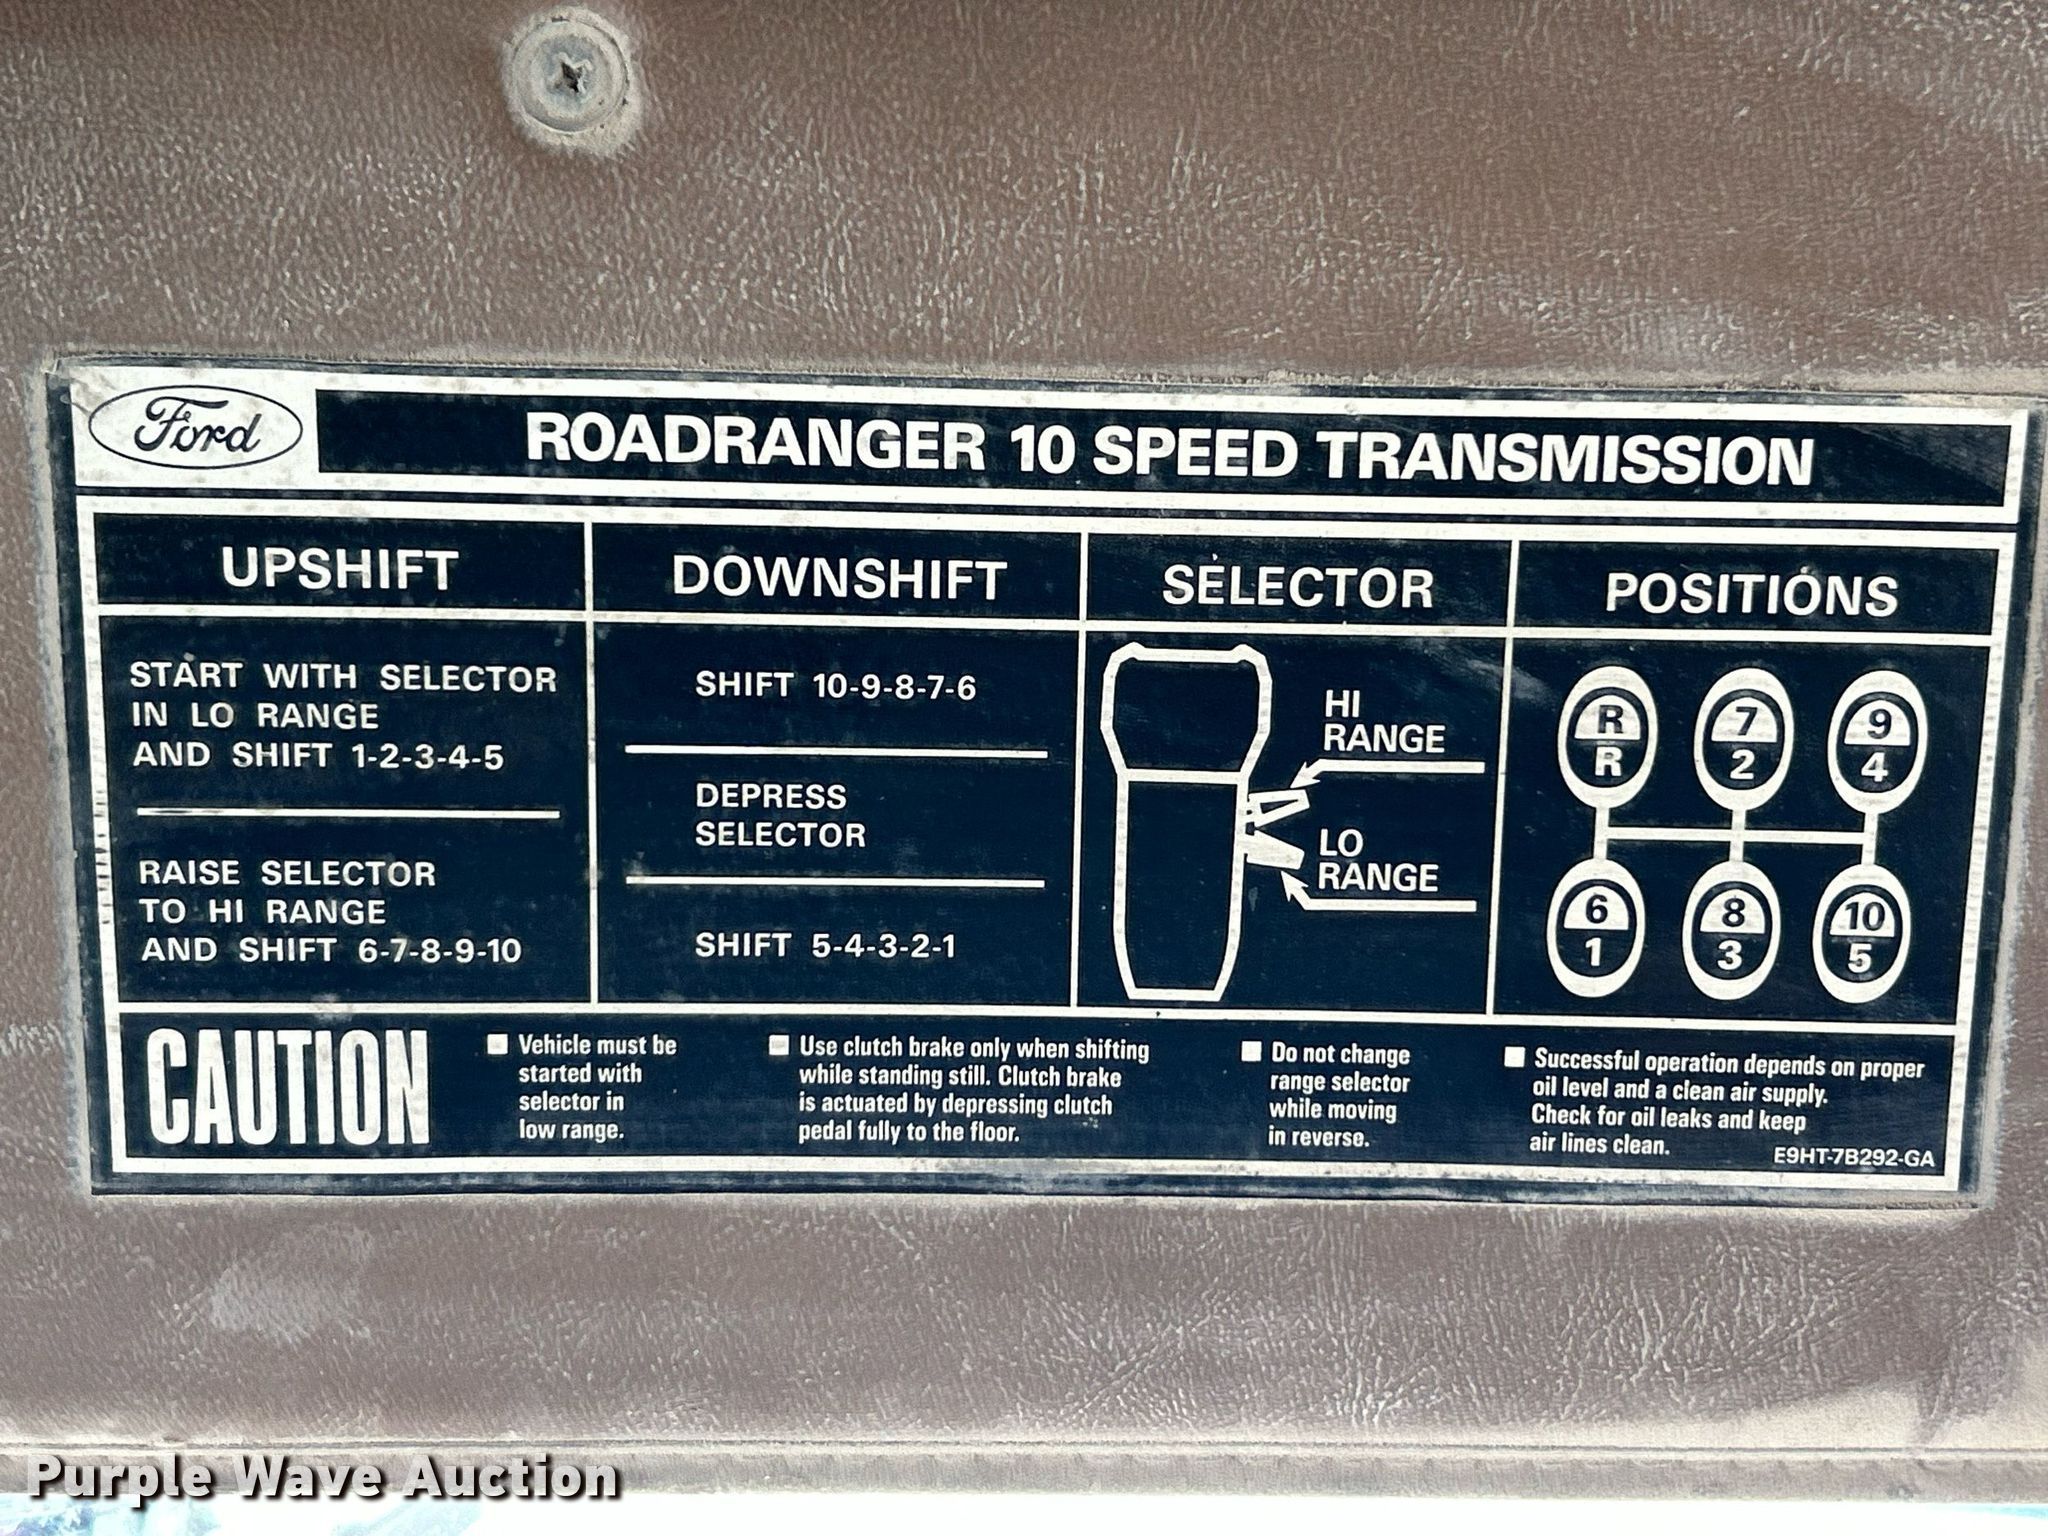 Ford
ROADRANGER 10 SPEED TRANSMISSION
UPSHIFT
START WITH SELECTOR
IN LO RANGE
AND SHIFT 1-2-3-4-5
RAISE SELECTOR
TO HI RANGE
AND SHIFT 6-7-8-9-10
DOWNSHIFT
SHIFT 10-9-8-7-6
DEPRESS
SELECTOR
SHIFT 5-4-3-2-1
SELECTOR
HI
RANGE
LO
RANGE
POSITIONS
R 7 9
R 2 4
6 8 10
1 3 5
CAUTION
Vehicle must be
started with
selector in
low range.
Use clutch brake only when shifting
while standing still. Clutch brake
is actuated by depressing clutch
pedal fully to the floor.
Do not change
range selector
while moving
in reverse.
Successful operation depends on proper
oil level and a clean air supply.
Check for oil leaks and keep
air lines clean.
E9HT-7B292-GA
Purple Wave Auction